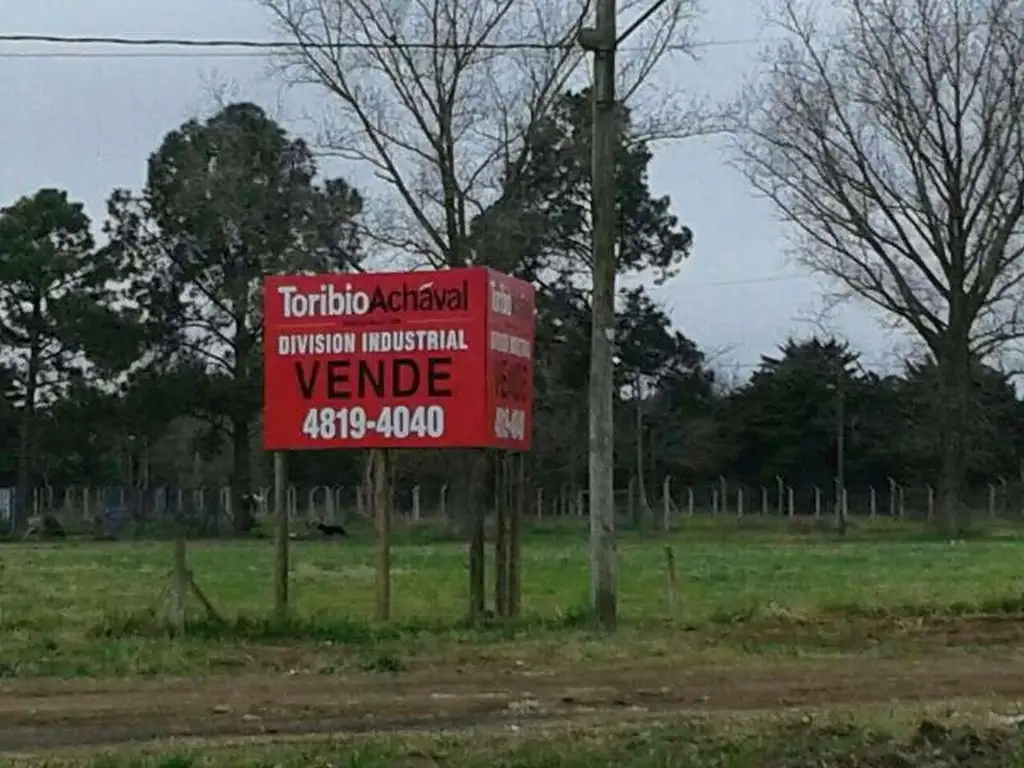 ToribioAchával
DIVISION INDUSTRIAL
VENDE
4819-4040